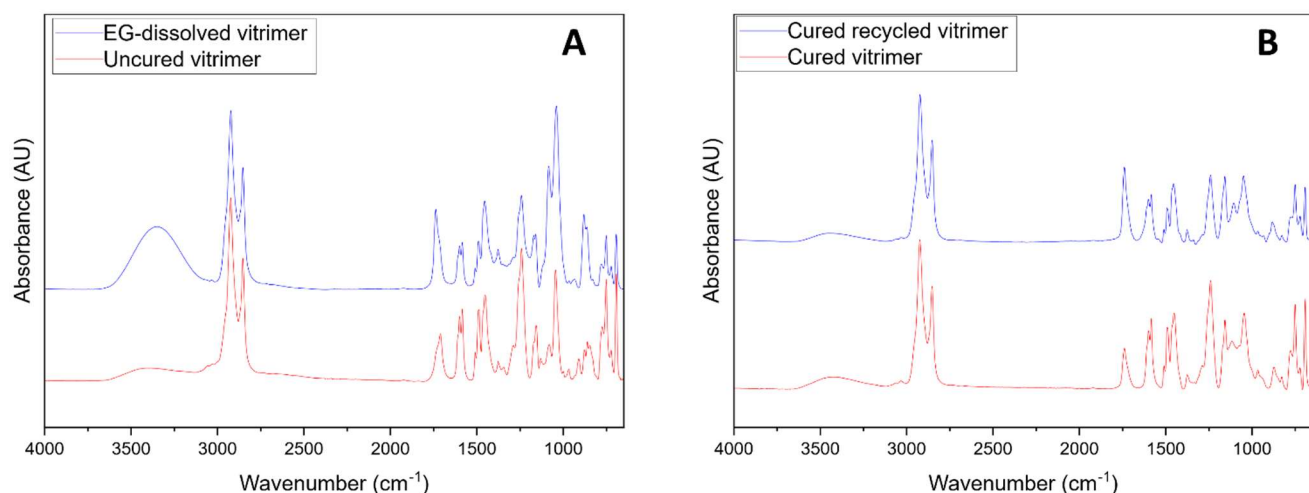 EG-dissolved vitrimer
Uncured vitrimer
A
Absorbance (AU)
4000 3500 3000 2500 2000 1500 1000
Wavenumber (cm⁻¹)
Cured recycled vitrimer
Cured vitrimer
B
Absorbance (AU)
4000 3500 3000 2500 2000 1500 1000
Wavenumber (cm⁻¹)